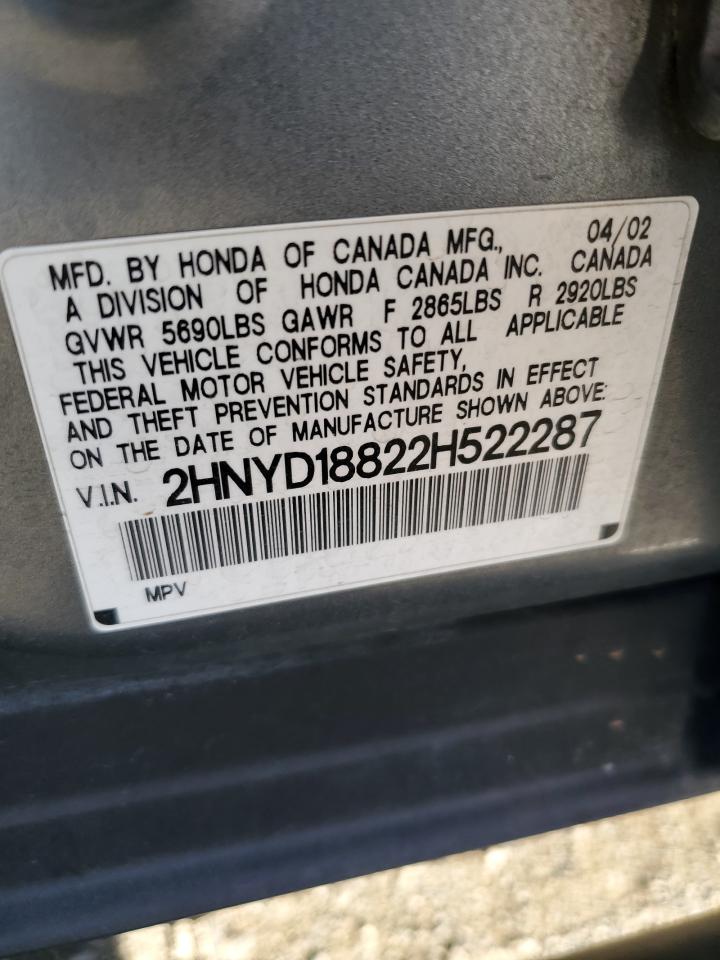 MFD. BY HONDA OF CANADA MFG., 04/02
A DIVISION OF HONDA CANADA INC. CANADA
GVWR 5690LBS GAWR F 2865LBS R 2920LBS
THIS VEHICLE CONFORMS TO ALL APPLICABLE
FEDERAL MOTOR VEHICLE SAFETY,
AND THEFT PREVENTION STANDARDS IN EFFECT
ON THE DATE OF MANUFACTURE SHOWN ABOVE:
V.I.N. 2HNYD18822H522287
MPV